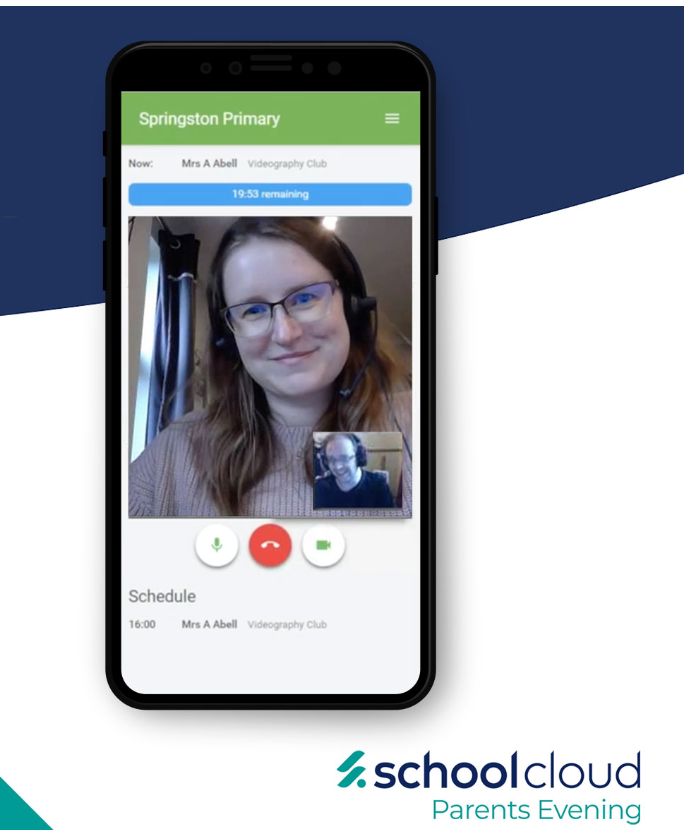 Springston Primary
Now: Mrs A Abell Videography Club
19:53 remaining
Schedule
16:00 Mrs A Abell Videography Club
schoolcloud
Parents Evening